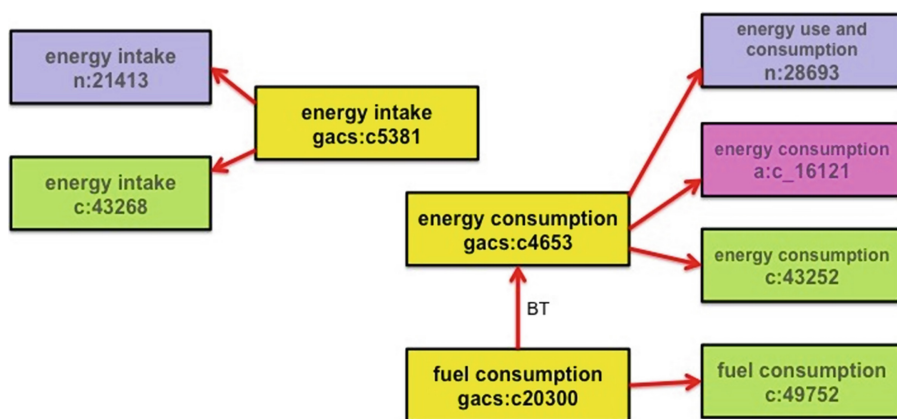 energy intake
n:21413
energy intake
c:43268
energy intake
gacs:c5381
energy use and
consumption
n:28693
energy consumption
a:c_16121
energy consumption
gacs:c4653
energy consumption
c:43252
BT
fuel consumption
gacs:c20300
fuel consumption
c:49752